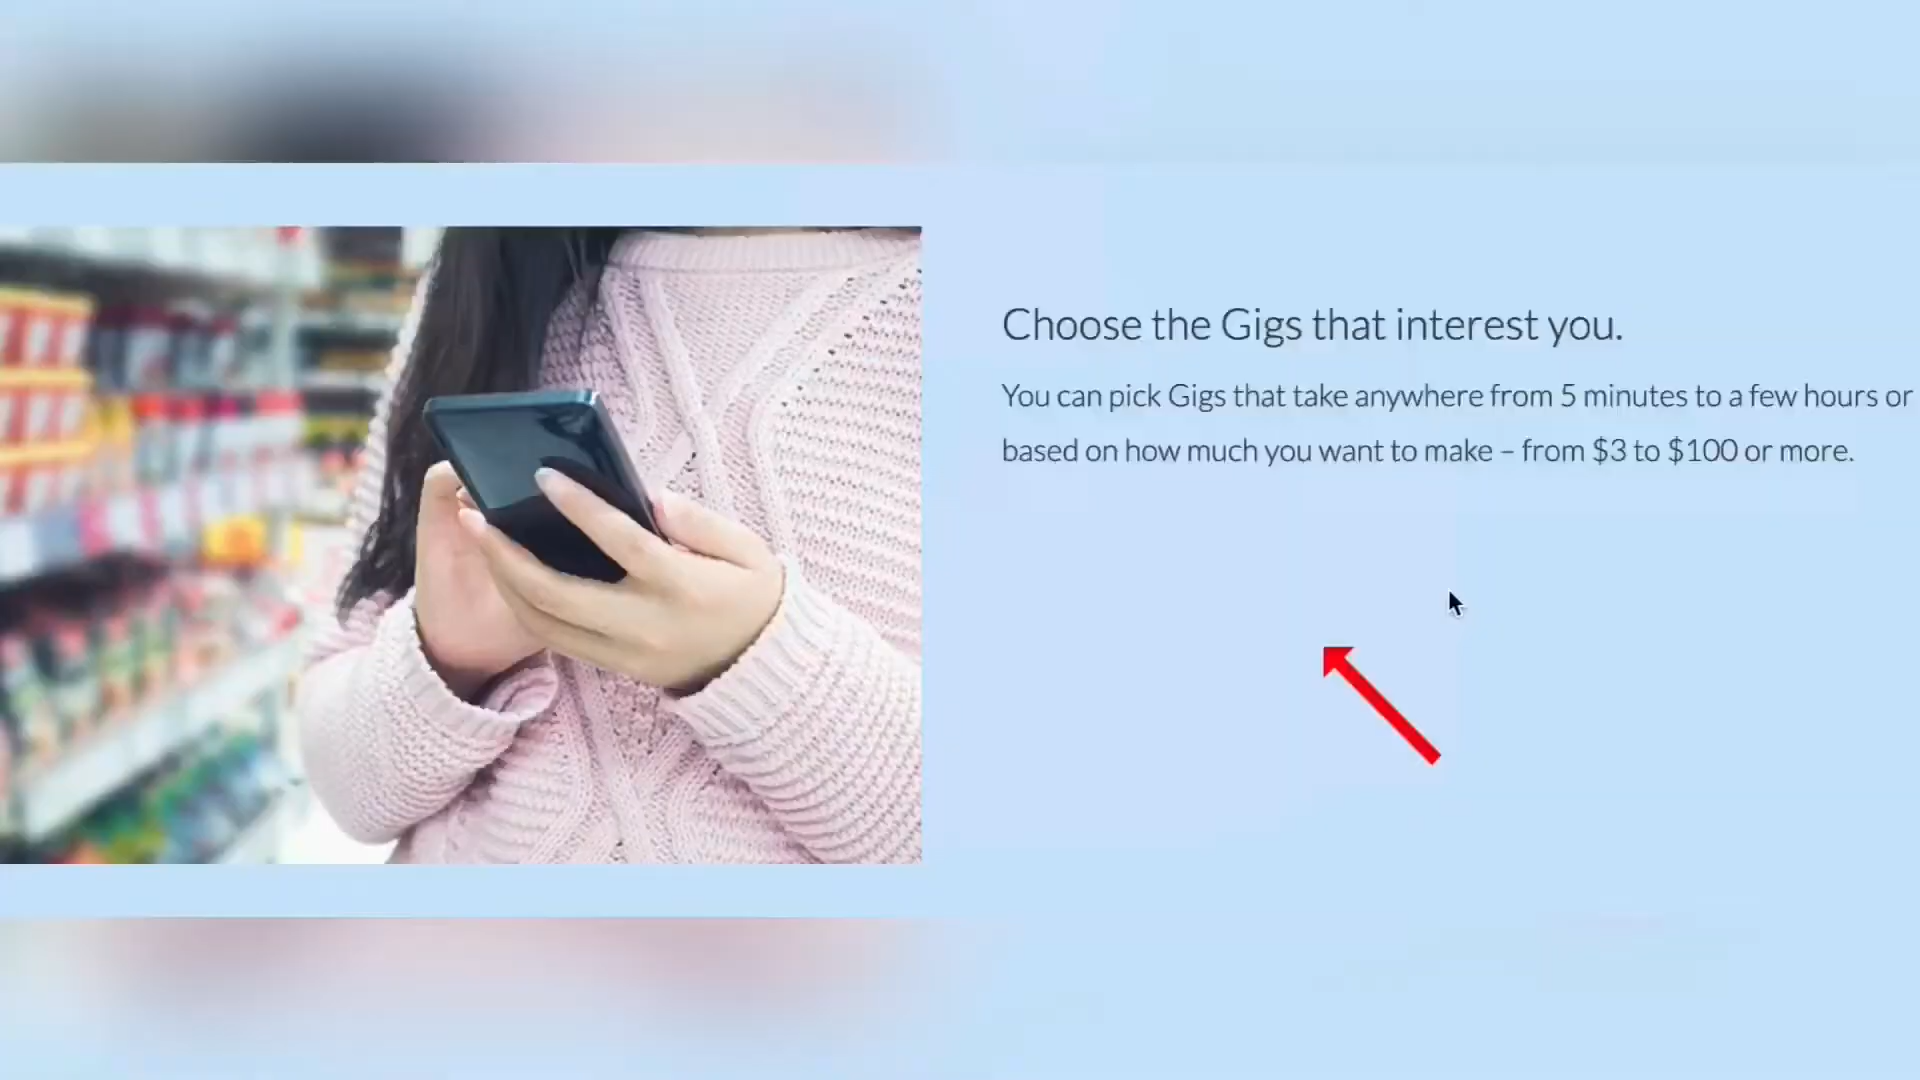 Choose the Gigs that interest you.
You can pick Gigs that take anywhere from 5 minutes to a few hours or
based on how much you want to make – from $3 to $100 or more.